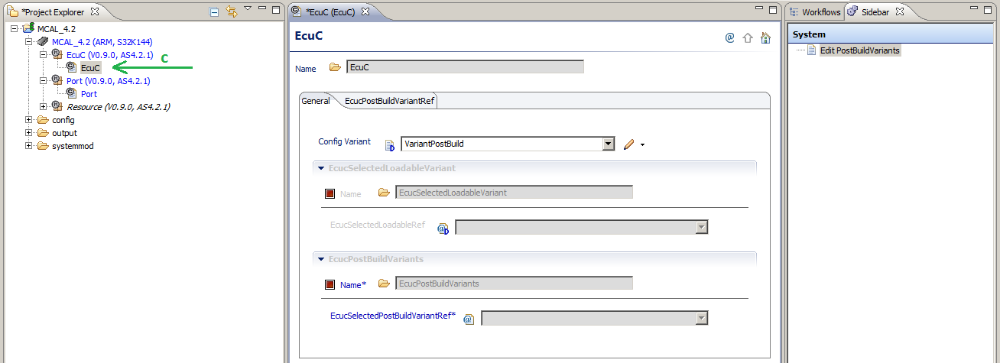 *Project Explorer
MCAL_4.2
MCAL_4.2 (ARM, S32K144)
EcuC (V0.9.0, AS4.2.1)
EcuC
C
Port (V0.9.0, AS4.2.1)
Port
Resource (V0.9.0, AS4.2.1)
config
output
systemmod
*EcuC (EcuC)
EcuC
Name
EcuC
General
EcucPostBuildVariantRef
Config Variant
VariantPostBuild
EcucSelectedLoadableVariant
Name
EcucSelectedLoadableVariant
EcucSelectedLoadableRef
EcucPostBuildVariants
Name*
EcucPostBuildVariants
EcucSelectedPostBuildVariantRef*
Workflows
Sidebar
System
Edit PostBuildVariants